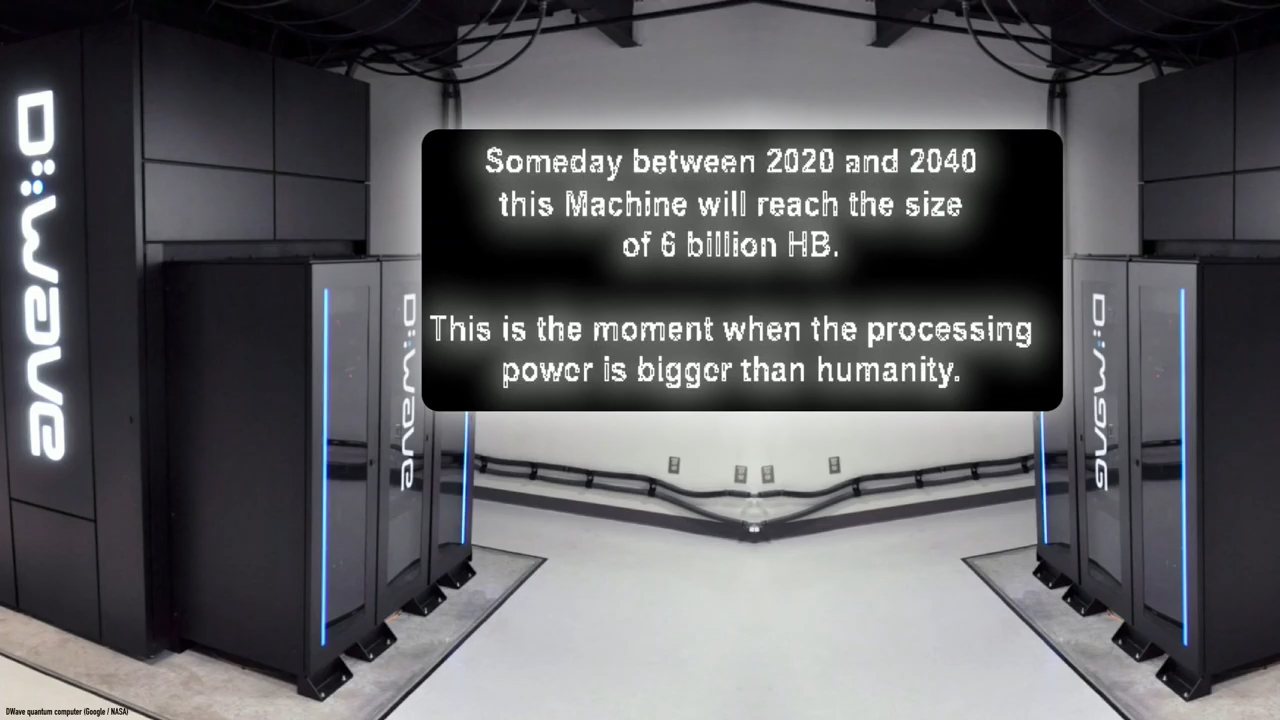 D:Wave
Someday between 2020 and 2040
this Machine will reach the size
of 6 billion HB.
This is the moment when the processing
power is bigger than humanity.
D:Wave
D:Wave
DWave quantum computer (Google / NASA)